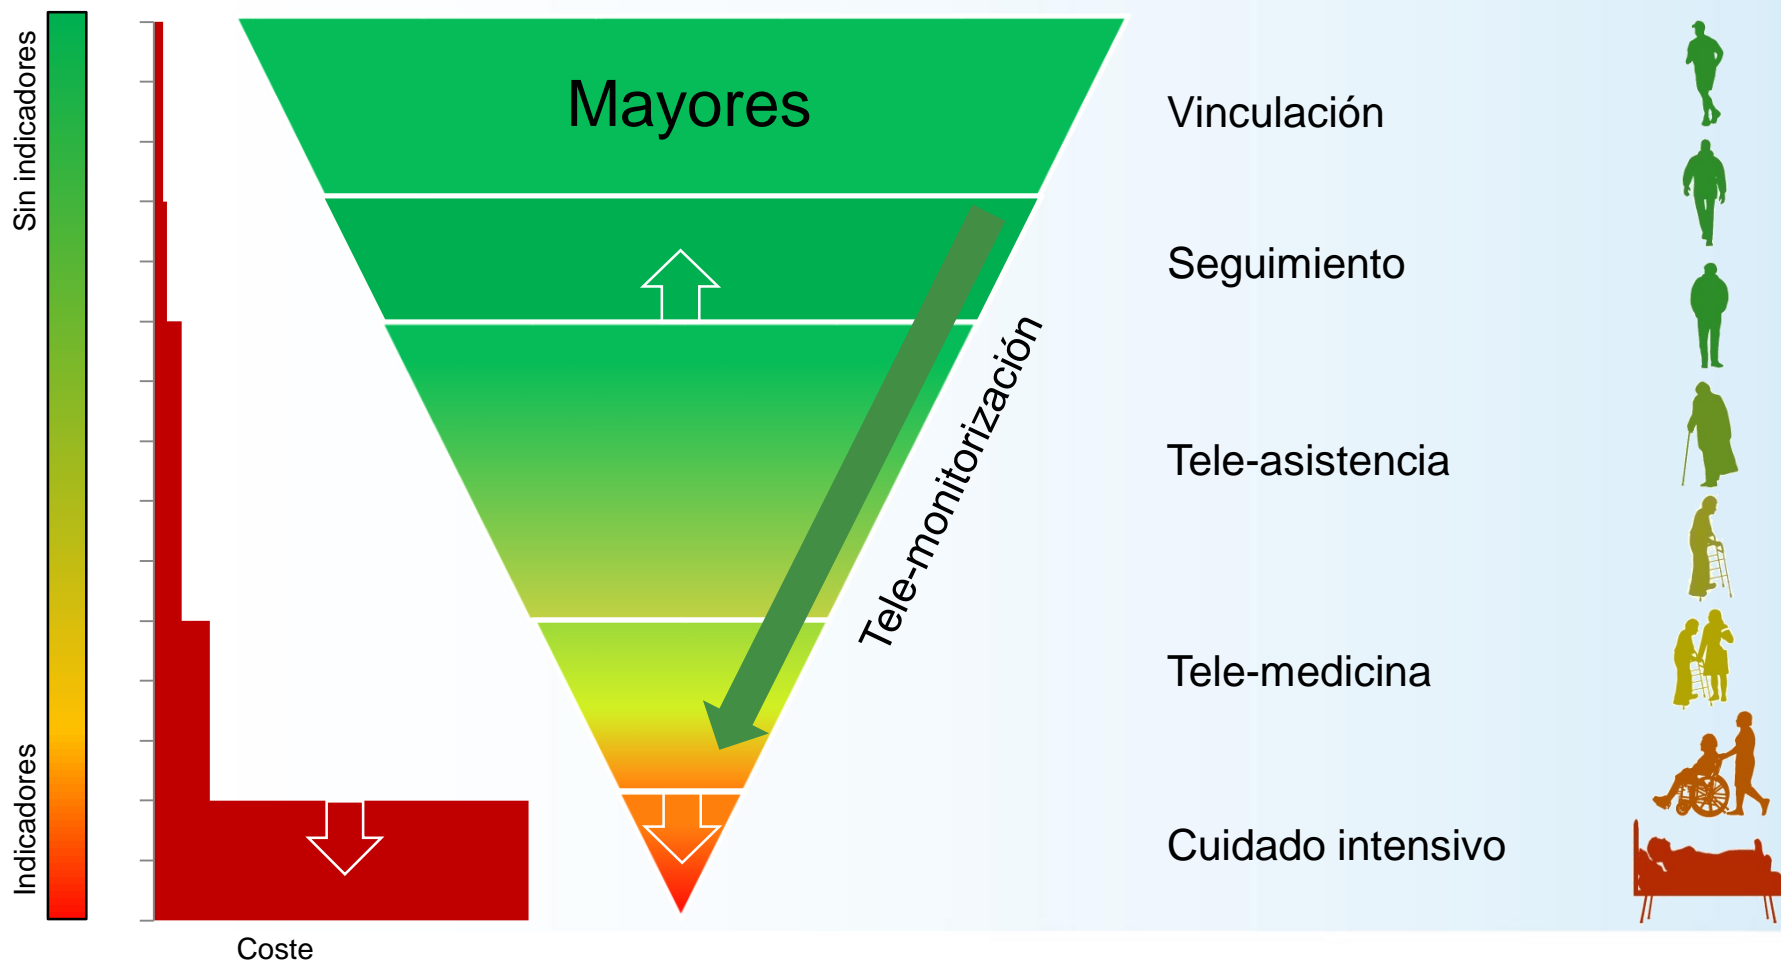 Sin indicadores
Indicadores
Coste
Mayores
Tele-monitorización
Vinculación
Seguimiento
Tele-asistencia
Tele-medicina
Cuidado intensivo